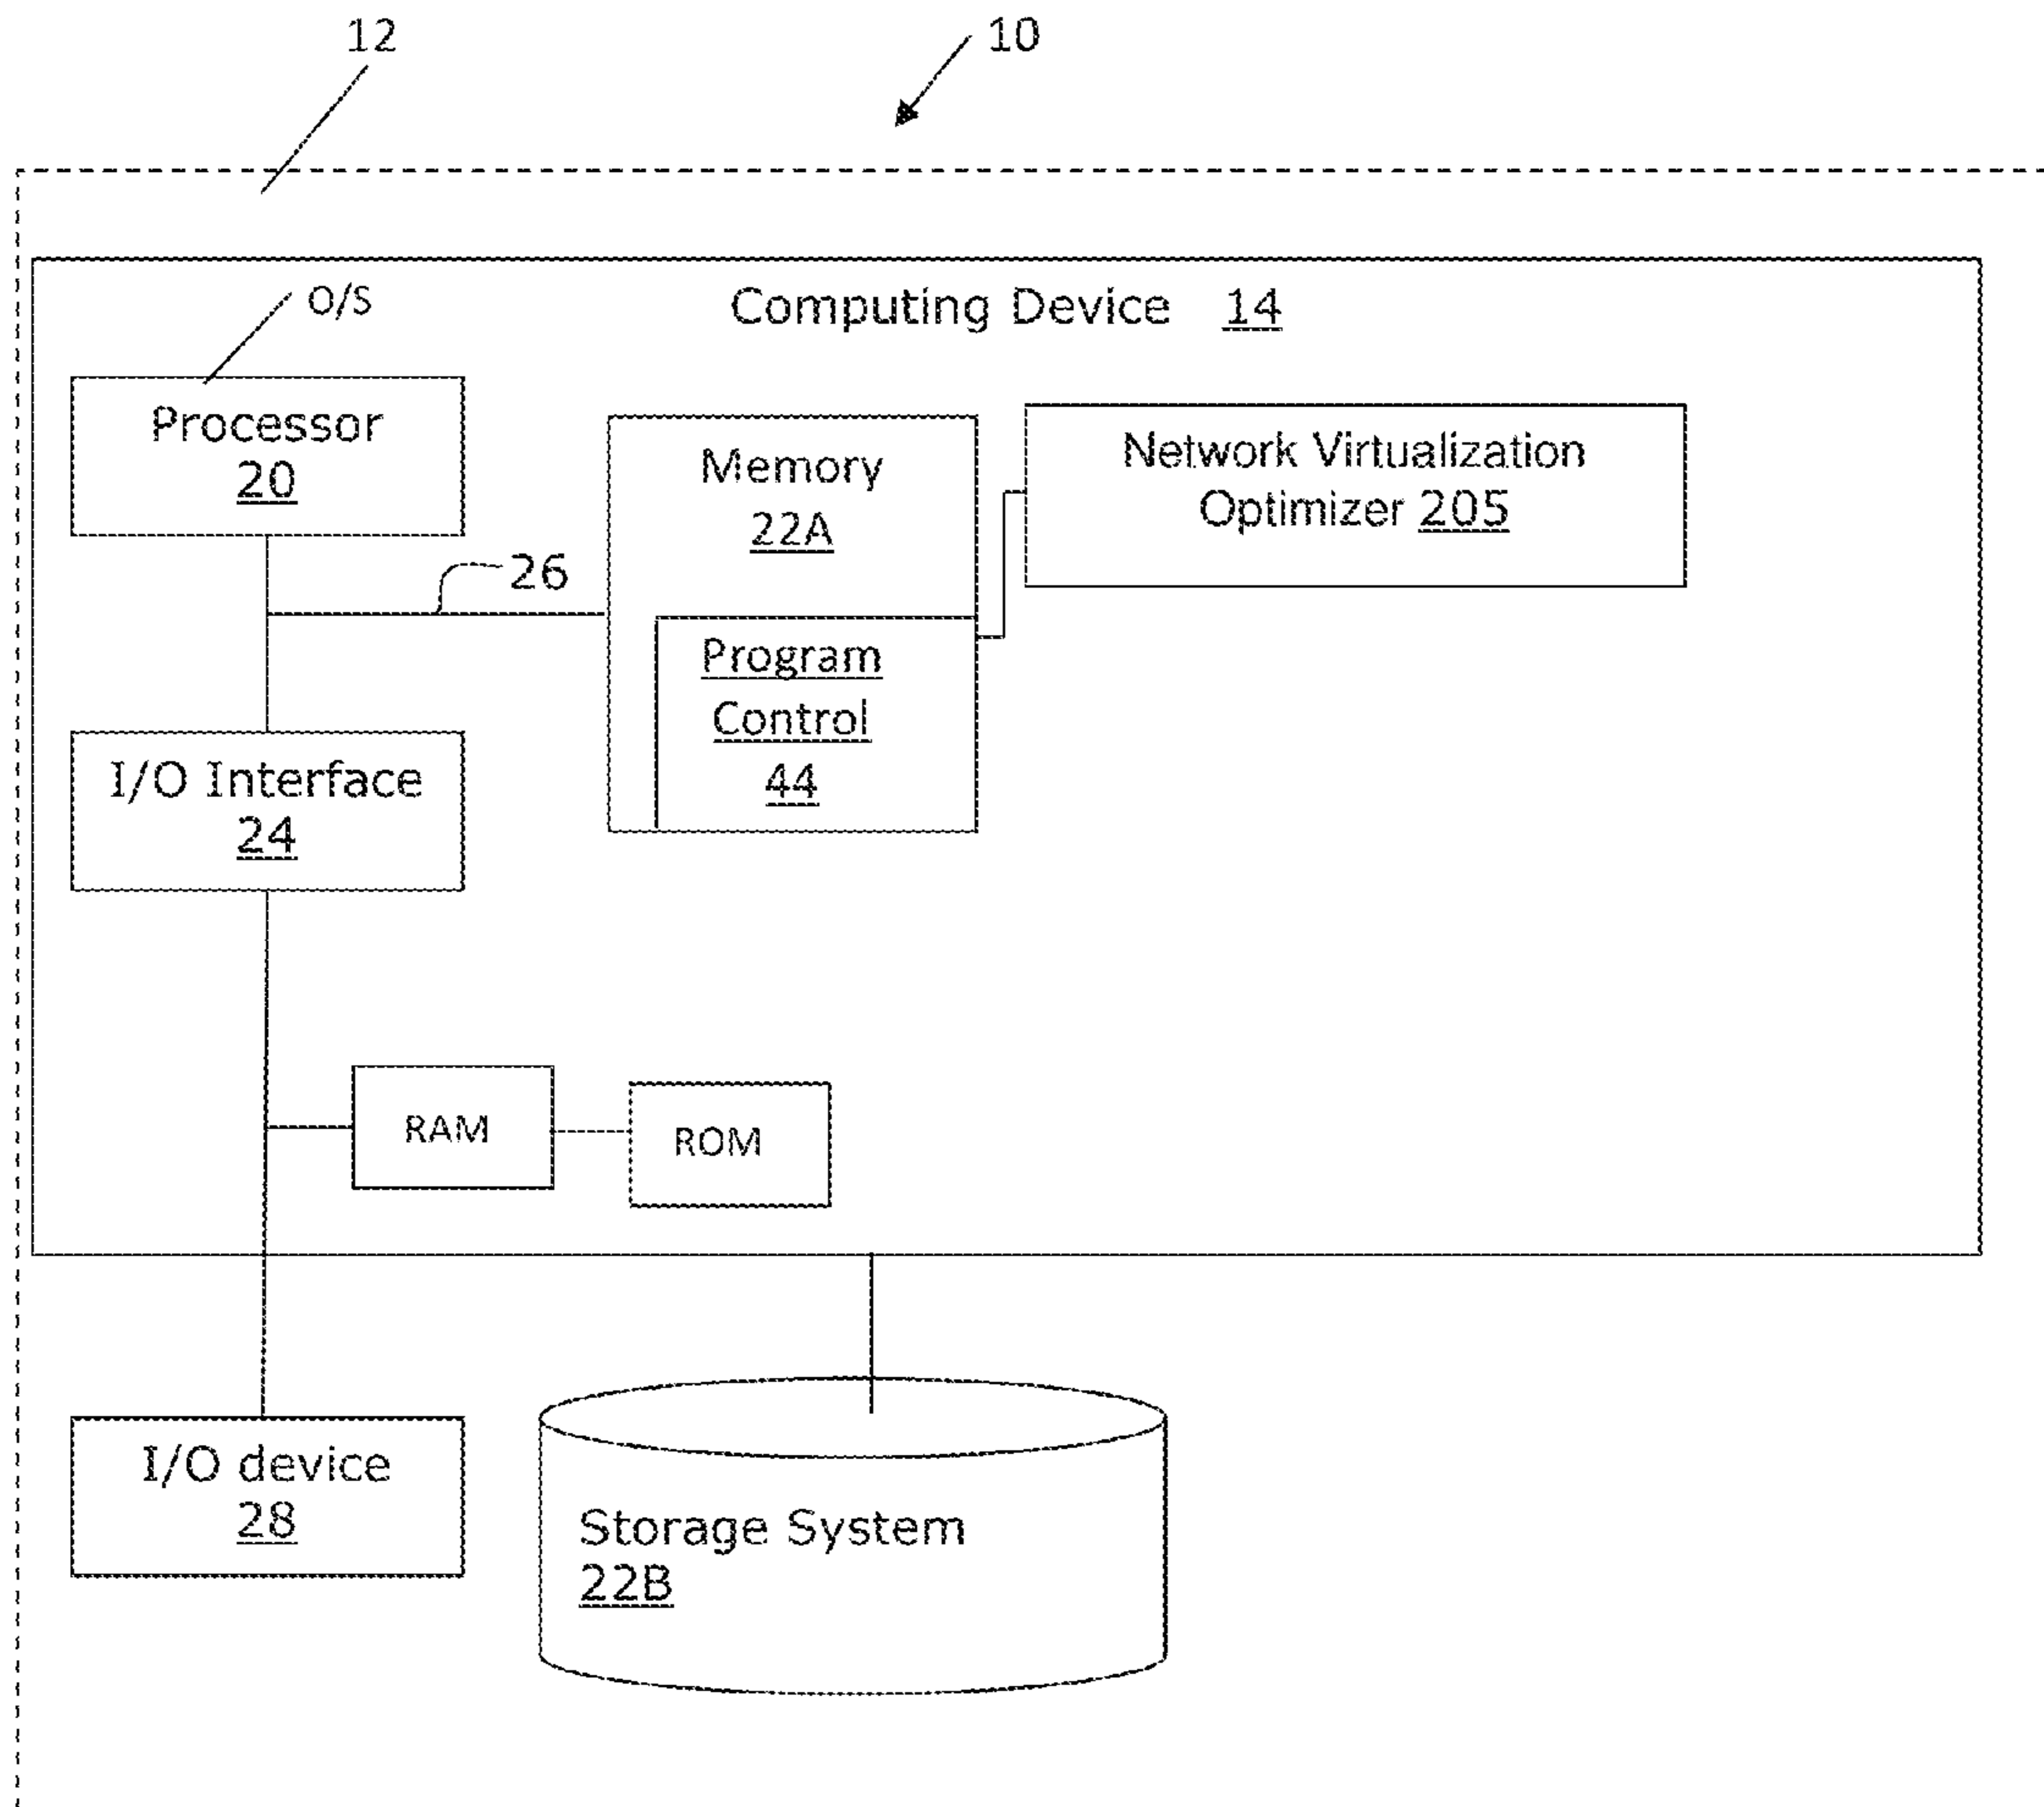 12
10
O/S
Computing Device 14
Processor
20
Memory
22A
Network Virtualization
Optimizer 205
26
Program
Control
44
I/O Interface
24
RAM
ROM
I/O device
28
Storage System
22B